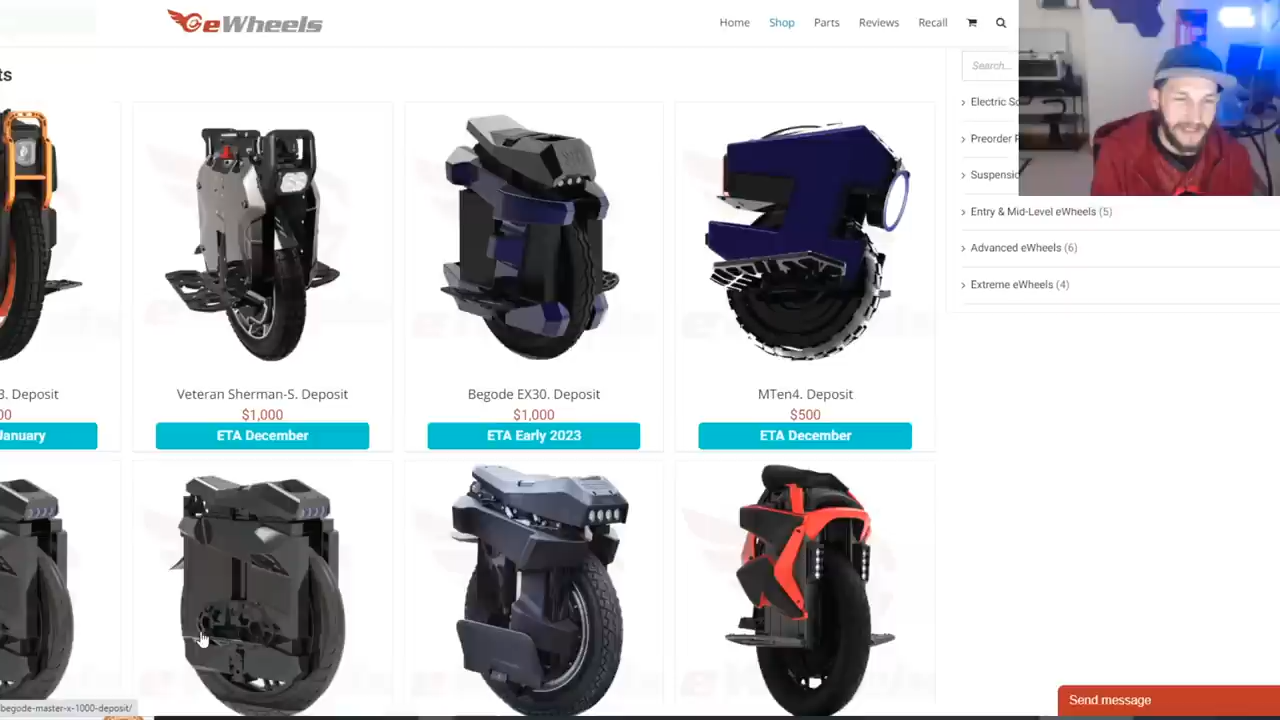 eWheels
Home Shop Parts Reviews Recall
ts
Search...
Electric Sc
Preorder P
Suspensio
Entry & Mid-Level eWheels (5)
Advanced eWheels (6)
Extreme eWheels (4)
3. Deposit
00
January
Veteran Sherman-S. Deposit
$1,000
ETA December
Begode EX30. Deposit
$1,000
ETA Early 2023
MTen4. Deposit
$500
ETA December
begode-master-x-1000-deposit/
Send message